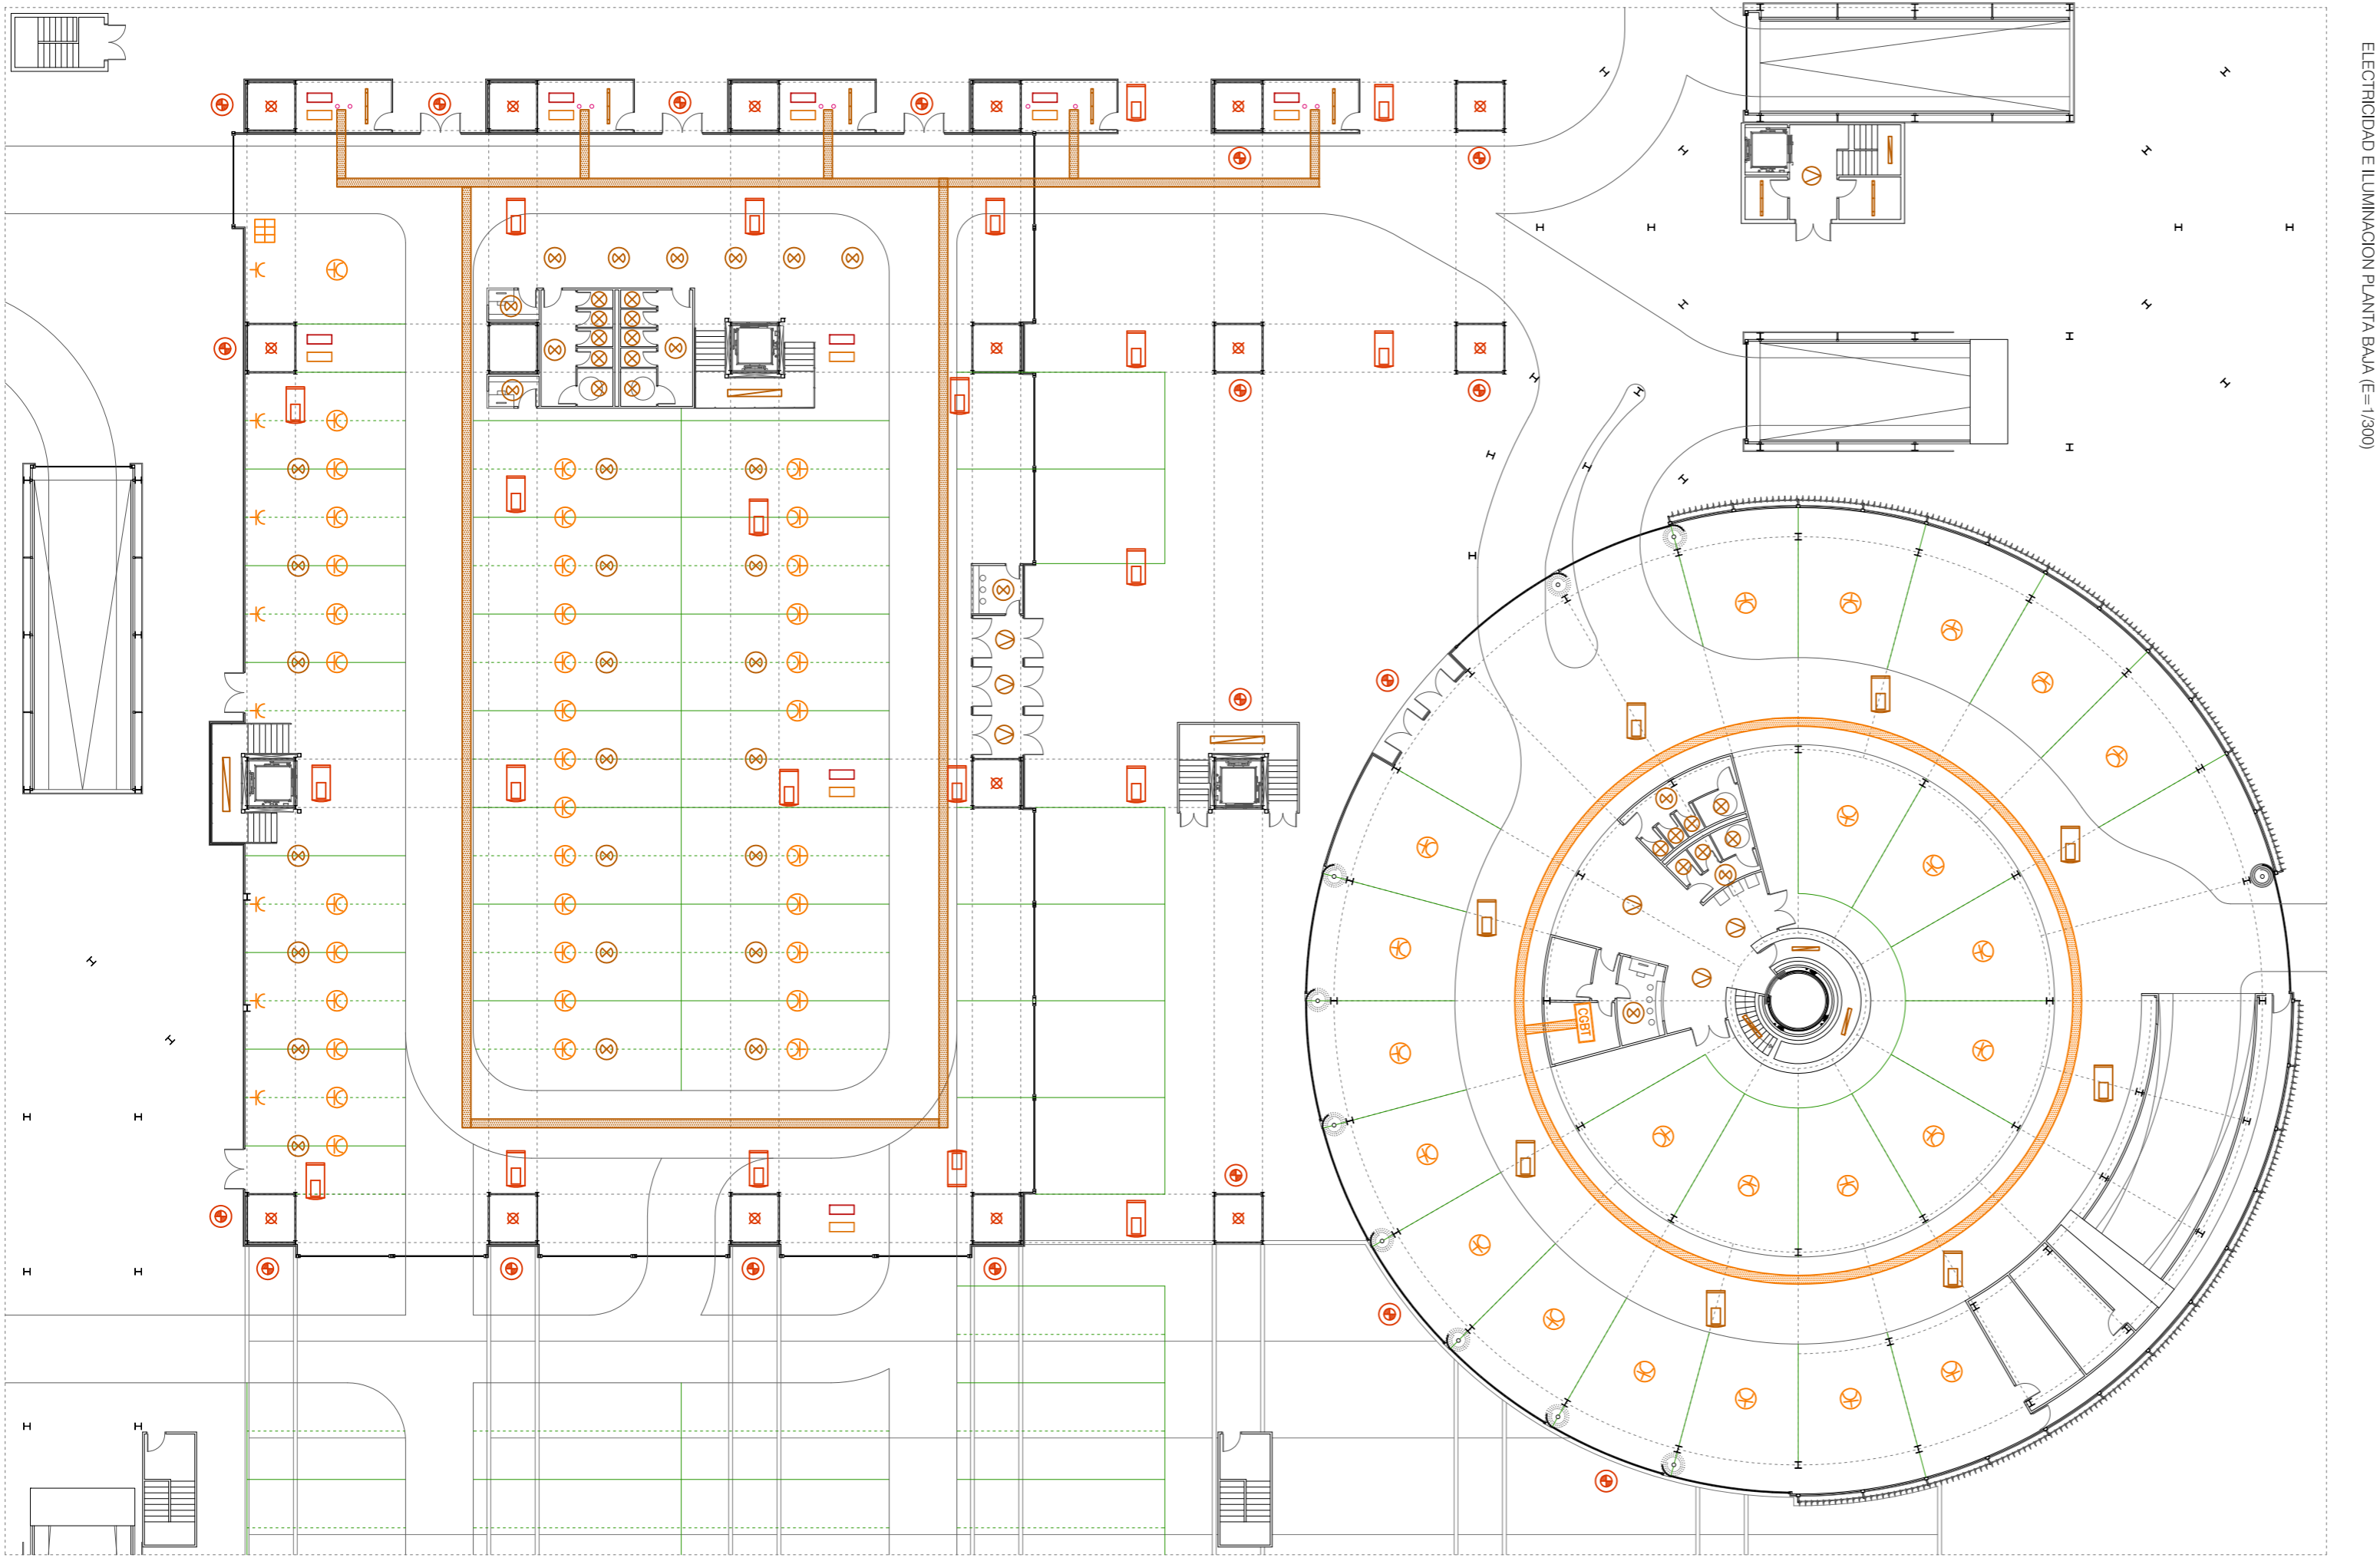 ELECTRICIDAD E ILUMINACION PLANTA BAJA (E=1/300)
CGBT